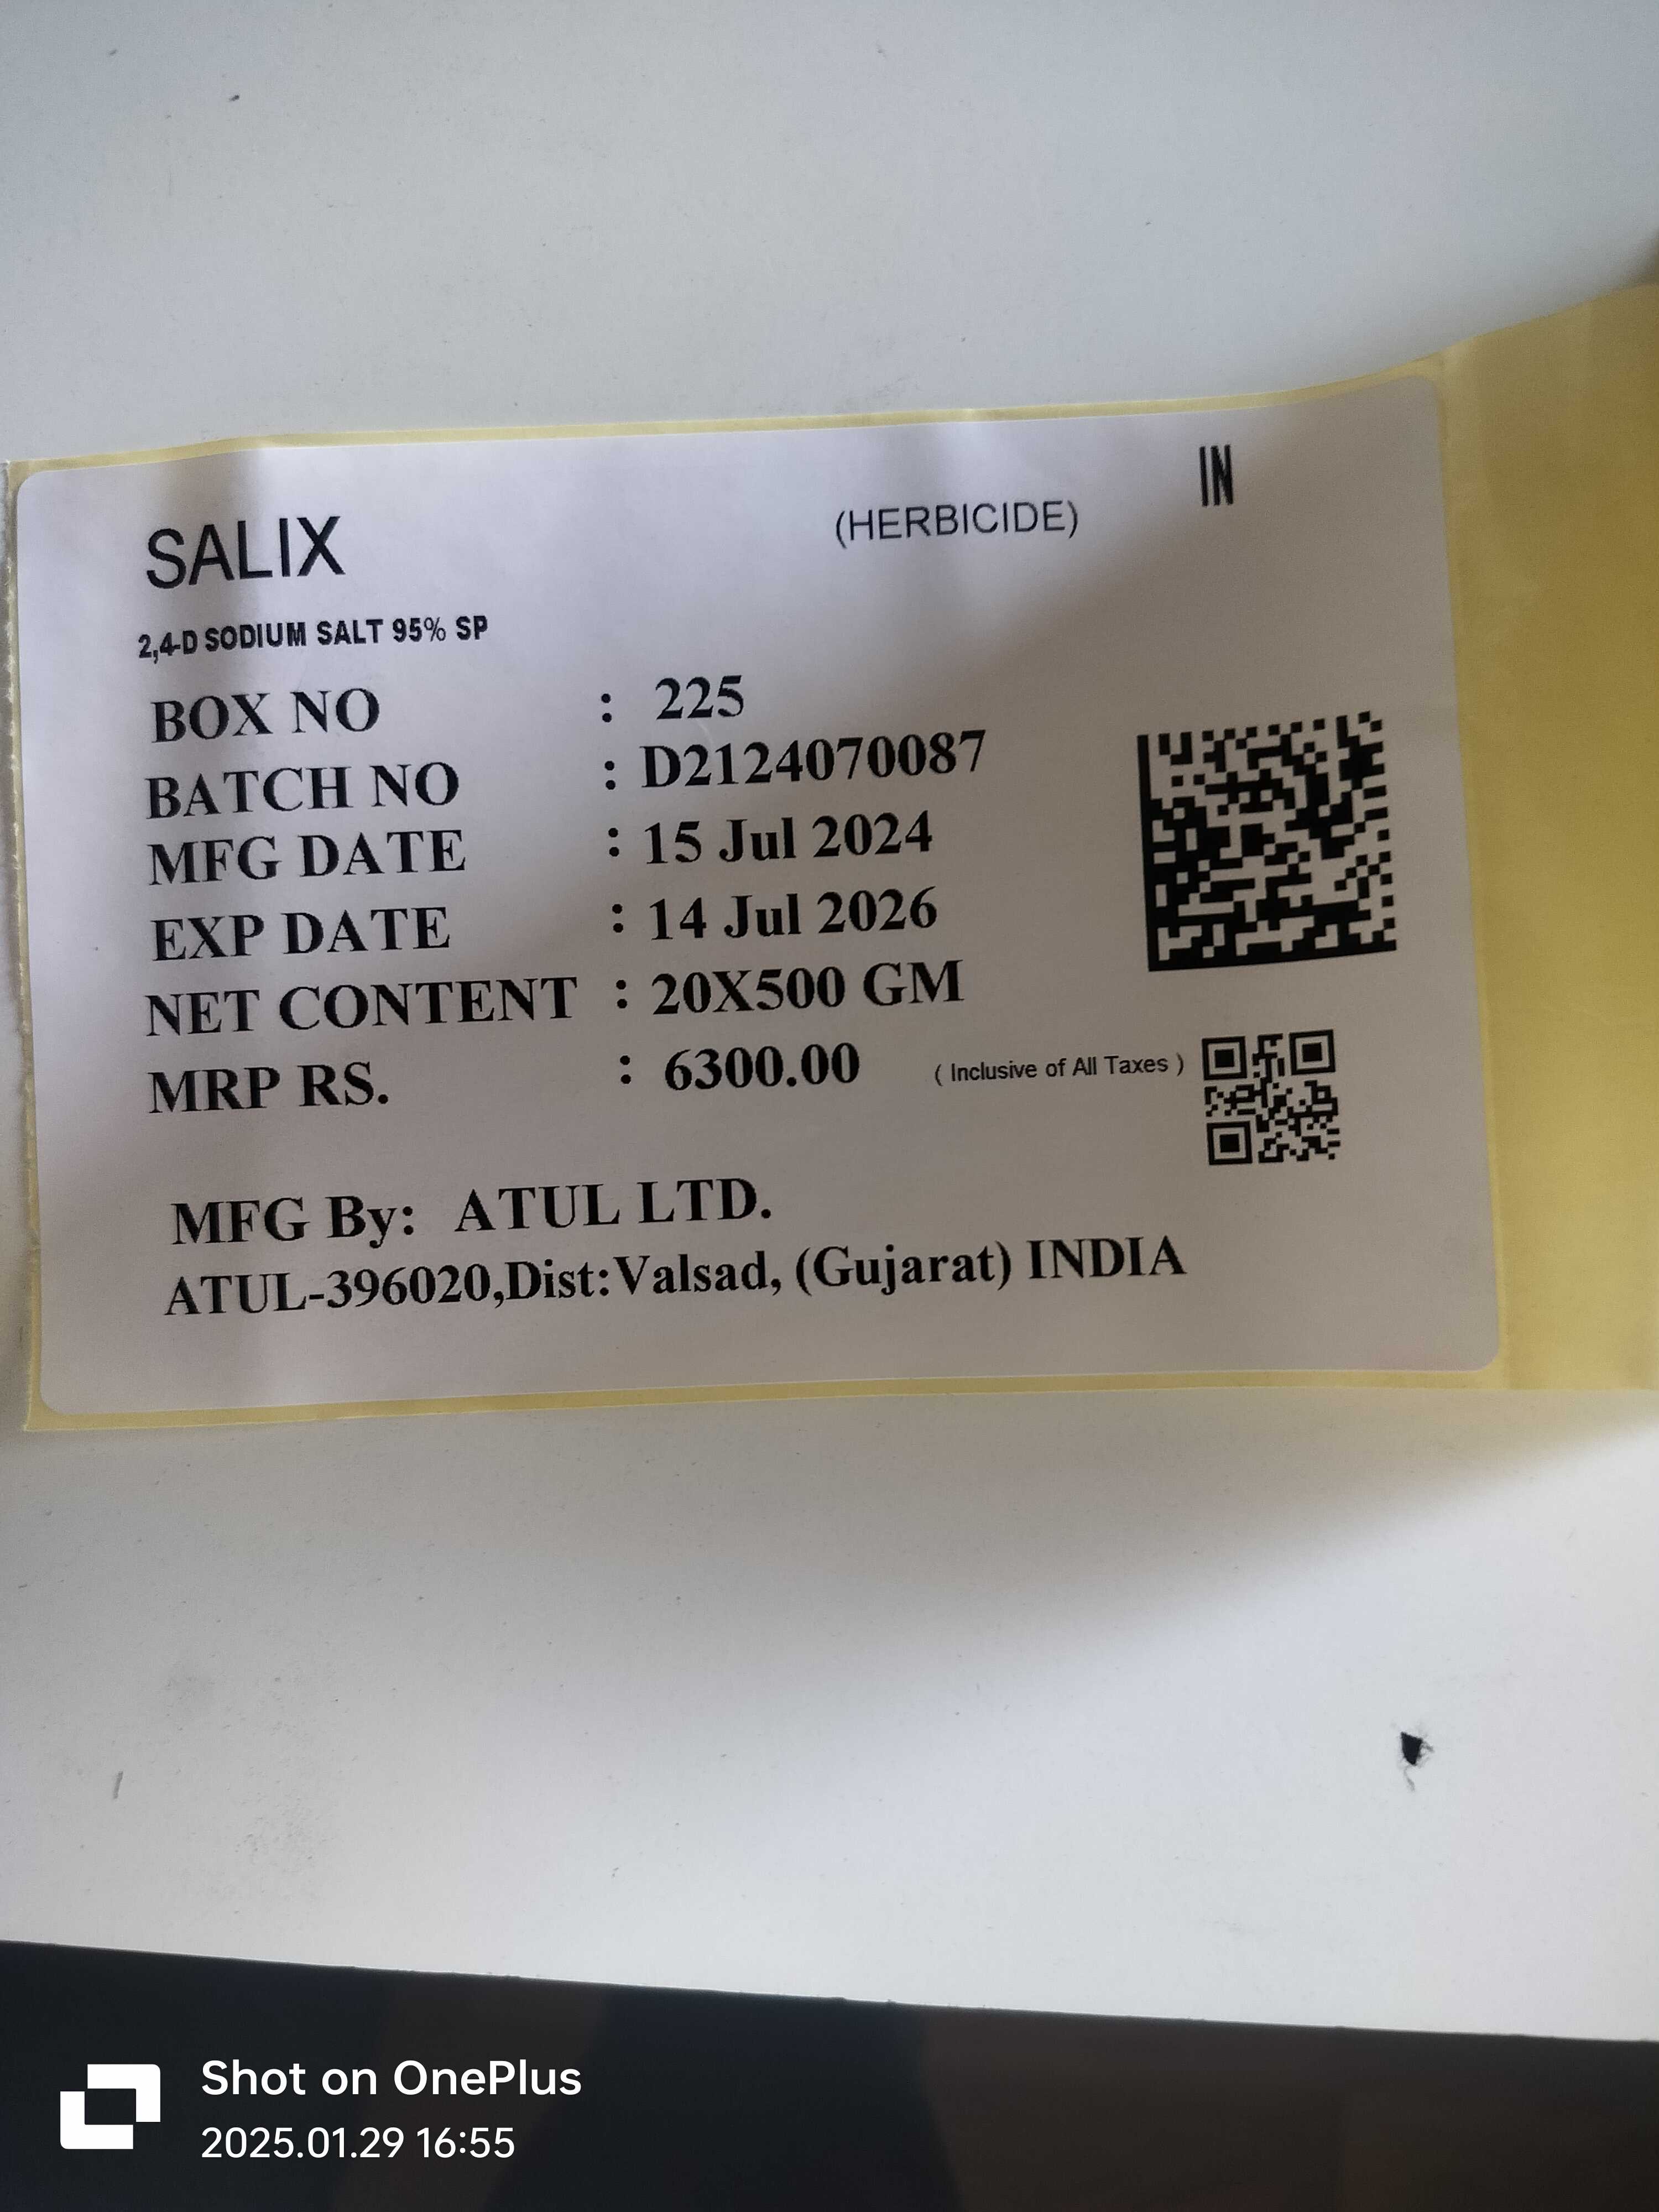 SALIX (HERBICIDE) IN
2,4-D SODIUM SALT 95% SP
BOX NO : 225
BATCH NO : D2124070087
MFG DATE : 15 Jul 2024
EXP DATE : 14 Jul 2026
NET CONTENT : 20X500 GM
MRP RS. : 6300.00 ( Inclusive of All Taxes )
MFG By: ATUL LTD.
ATUL-396020,Dist:Valsad, (Gujarat) INDIA
Shot on OnePlus
2025.01.29 16:55